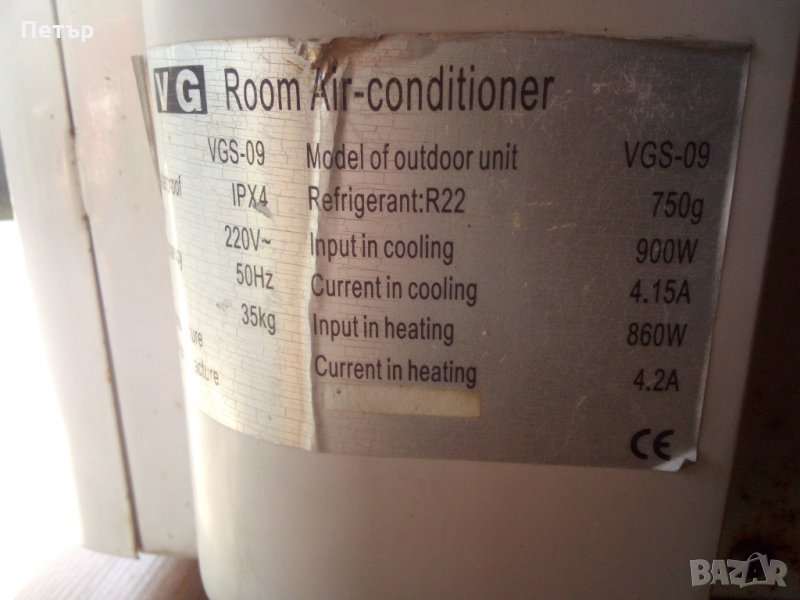 Петър
VG Room Air-conditioner
VGS-09 Model of outdoor unit VGS-09
IPX4 Refrigerant:R22 750g
220V~ Input in cooling 900W
50Hz Current in cooling 4.15A
35kg Input in heating 860W
Current in heating 4.2A
CE
BAZAR